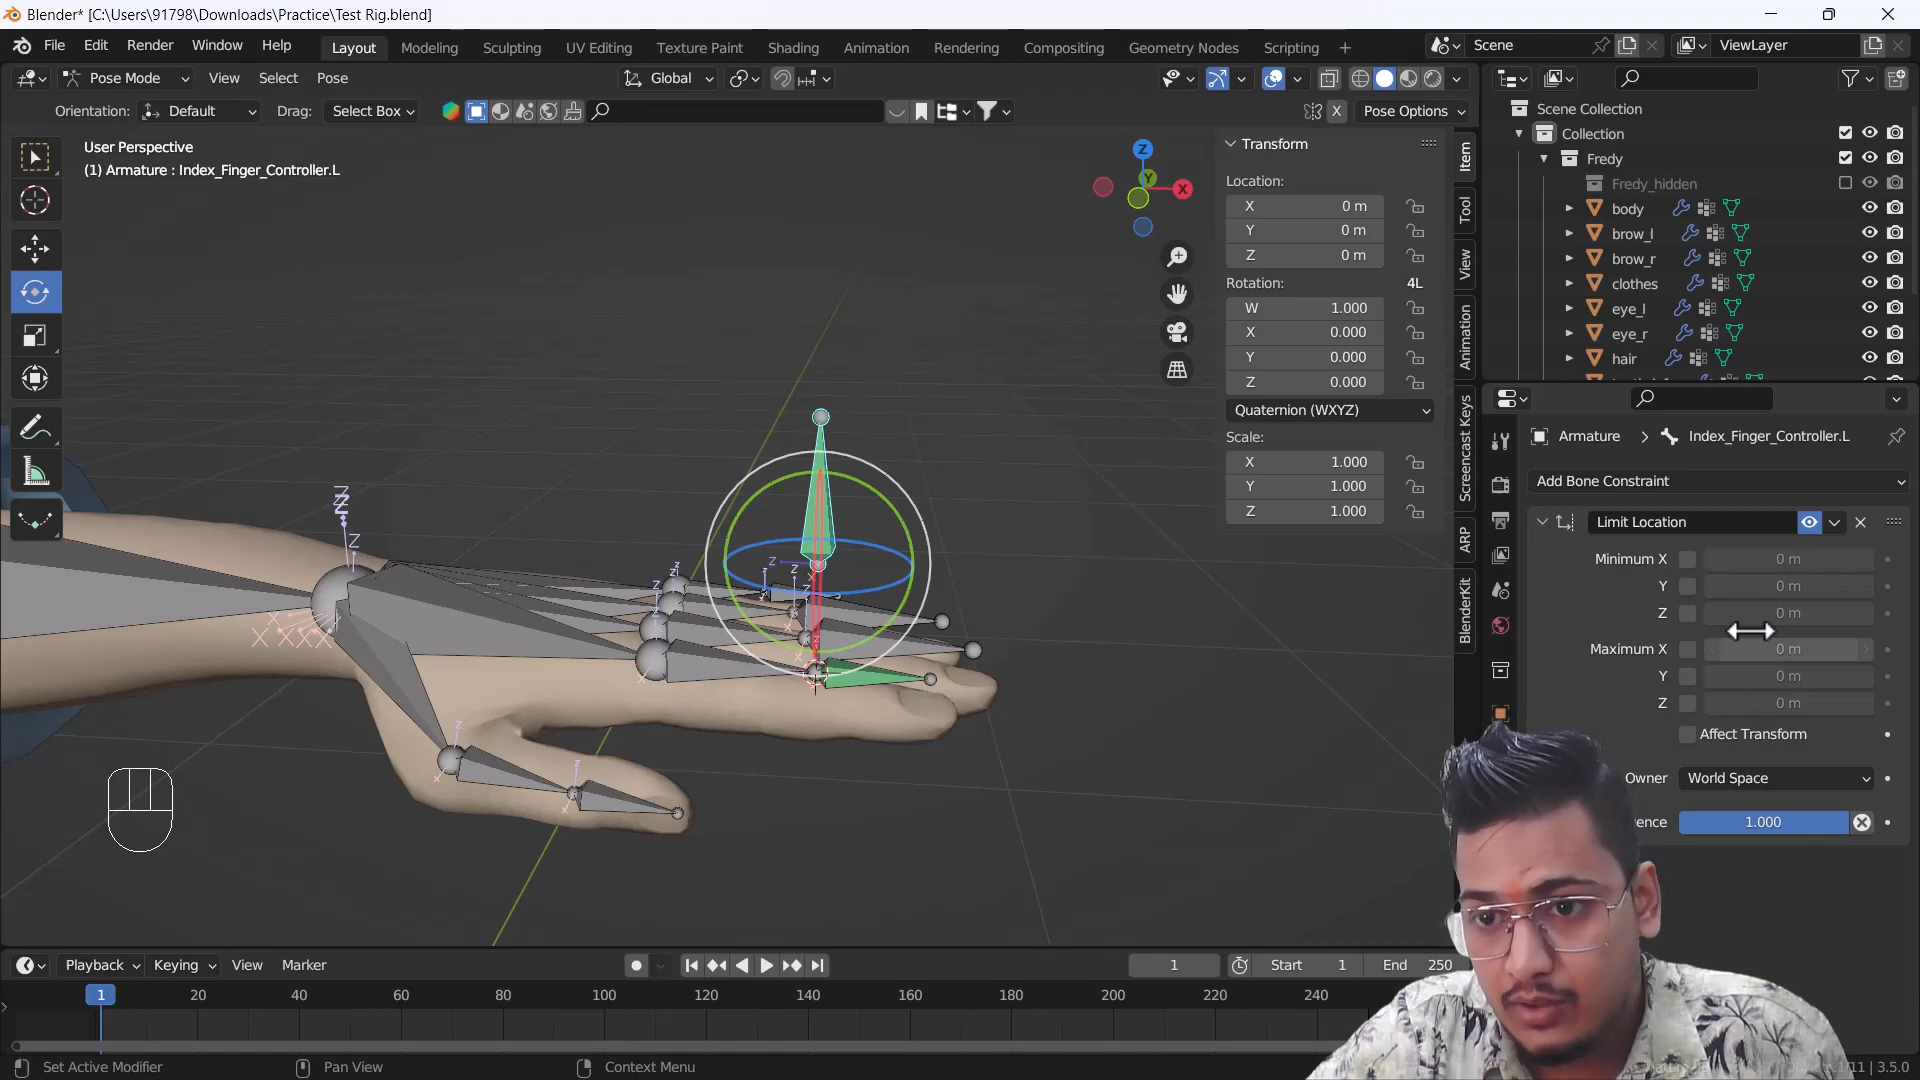 Blender* [C:\Users\91798\Downloads\Practice\Test Rig.blend]
File Edit Render Window Help Layout Modeling Sculpting UV Editing Texture Paint Shading Animation Rendering Compositing Geometry Nodes Scripting + Scene ViewLayer
Pose Mode View Select Pose Global
Orientation: Default Drag: Select Box X Pose Options
User Perspective
(1) Armature : Index_Finger_Controller.L
Z
Y
X
Transform
Location:
X 0 m
Y 0 m
Z 0 m
Rotation: 4L
W 1.000
X 0.000
Y 0.000
Z 0.000
Quaternion (WXYZ)
Scale:
X 1.000
Y 1.000
Z 1.000
Item
Tool
View
Animation
Screencast Keys
ARP
BlenderKit
Scene Collection
Collection
Fredy
Fredy_hidden
body
brow_l
brow_r
clothes
eye_l
eye_r
hair
Armature > Index_Finger_Controller.L
Add Bone Constraint
Limit Location
Minimum X 0 m
Y 0 m
Z 0 m
Maximum X 0 m
Y 0 m
Z 0 m
Affect Transform
Owner World Space
ence 1.000
Playback Keying View Marker 1 Start 1 End 250
1 20 40 60 80 100 120 140 160 180 200 220 240
Set Active Modifier Pan View Context Menu 1/11 | 3.5.0